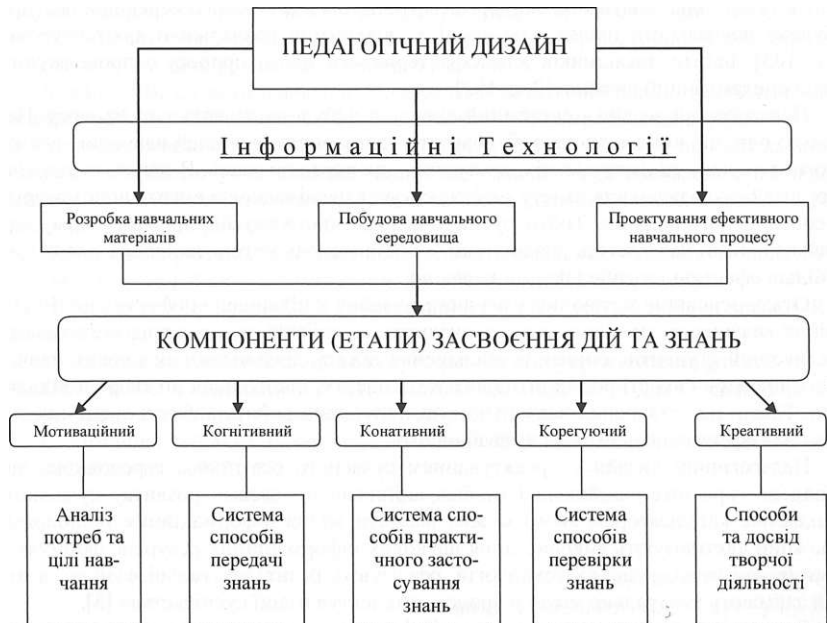 ПЕДАГОГІЧНИЙ ДИЗАЙН
Інформаційні Технології
Розробка навчальних
матеріалів
Побудова навчального
середовища
Проектування ефективного
навчального процесу
КОМПОНЕНТИ (ЕТАПИ) ЗАСВОЄННЯ ДІЙ ТА ЗНАНЬ
Мотиваційний
Когнітивний
Конативний
Корегуючий
Креативний
Аналіз
потреб та
цілі нав-
чання
Система
способів
передачі
знань
Система спо-
собів практи-
чного засто-
сування
знань
Система
способів
перевірки
знань
Способи
та досвід
творчої
діяльності